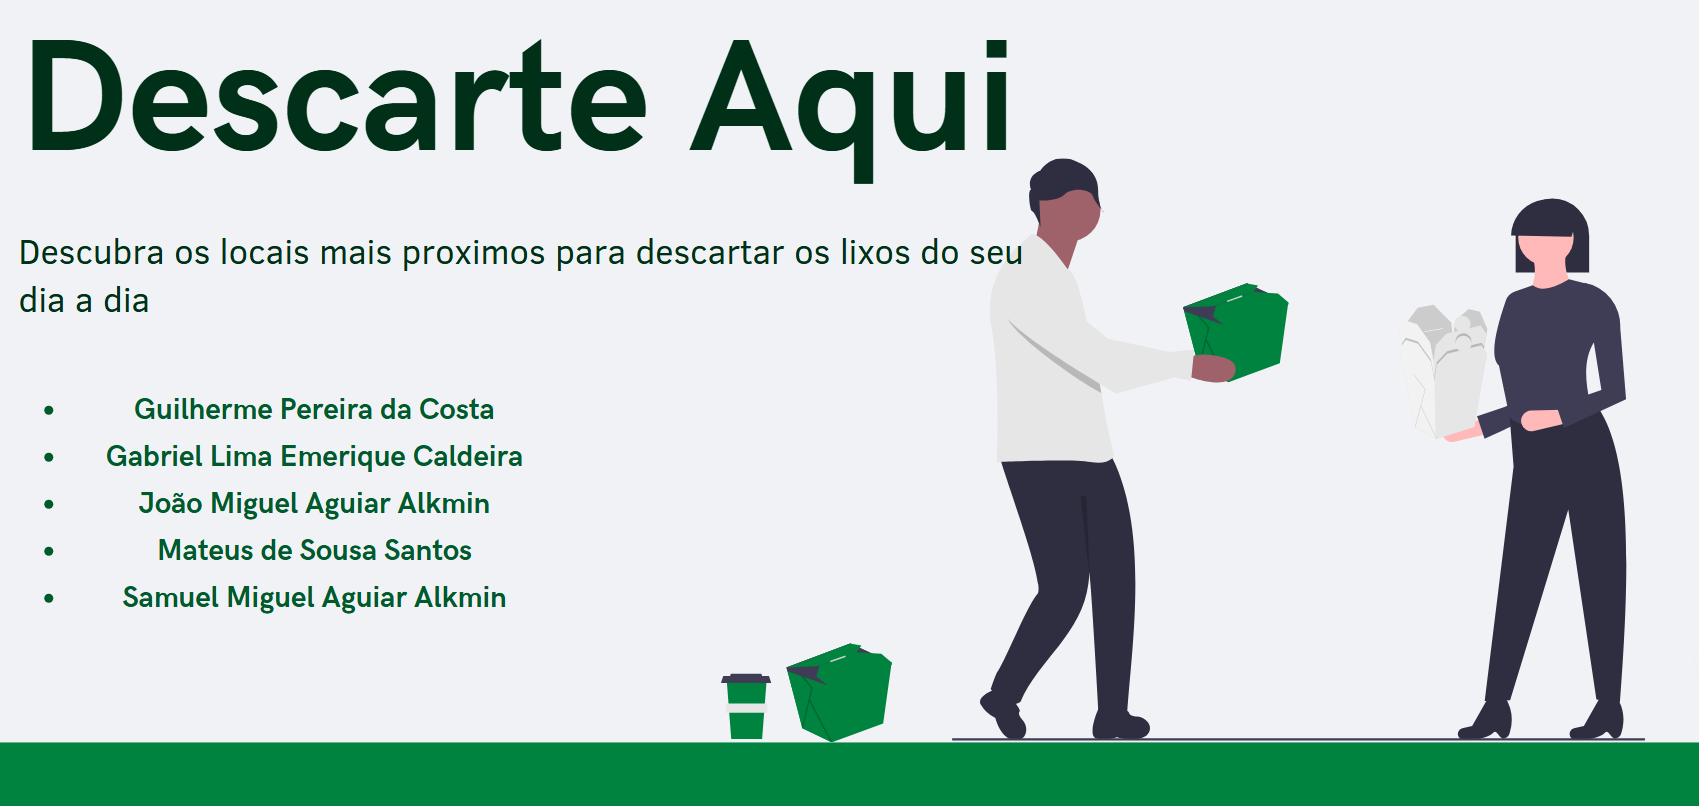 Descarte Aqui
Descubra os locais mais proximos para descartar os lixos do seu
dia a dia
• Guilherme Pereira da Costa
• Gabriel Lima Emerique Caldeira
• João Miguel Aguiar Alkmin
• Mateus de Sousa Santos
• Samuel Miguel Aguiar Alkmin